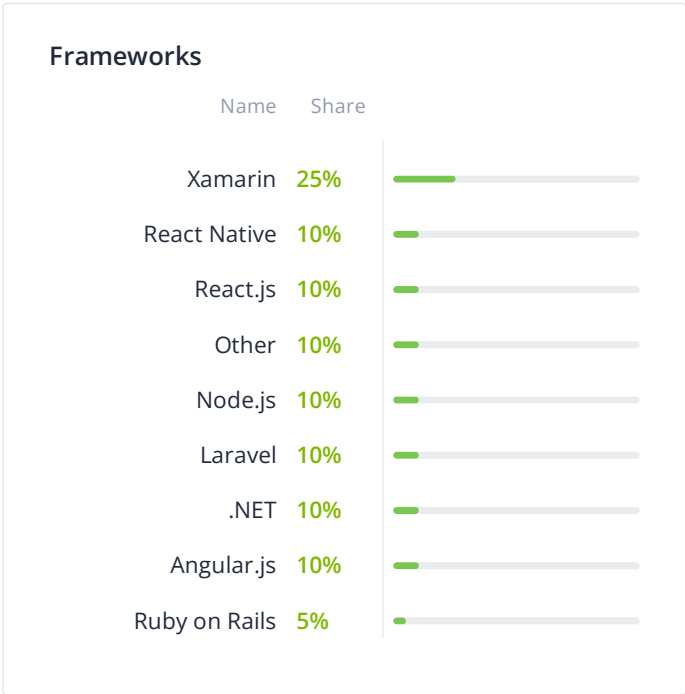 Frameworks
Name Share
Xamarin 25%
React Native 10%
React.js 10%
Other 10%
Node.js 10%
Laravel 10%
.NET 10%
Angular.js 10%
Ruby on Rails 5%